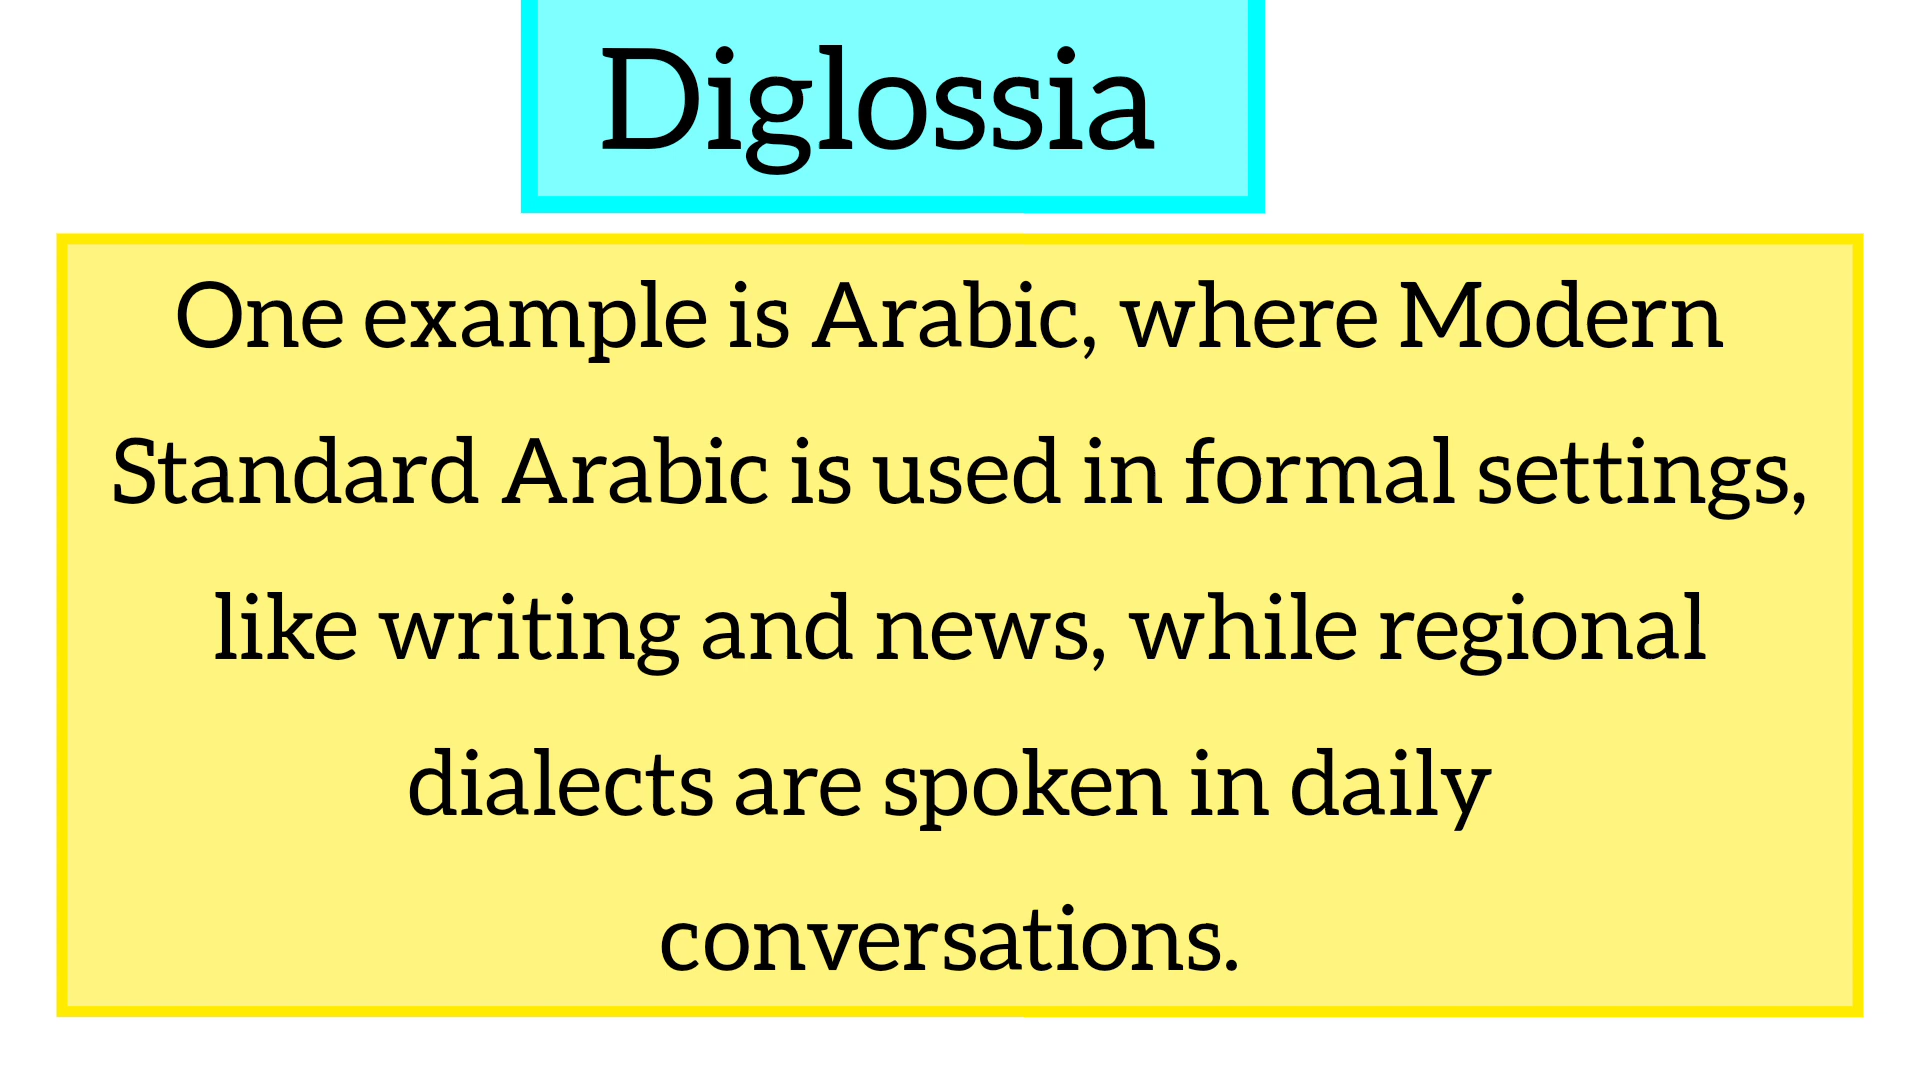 Diglossia
One example is Arabic, where Modern
Standard Arabic is used in formal settings,
like writing and news, while regional
dialects are spoken in daily
conversations.